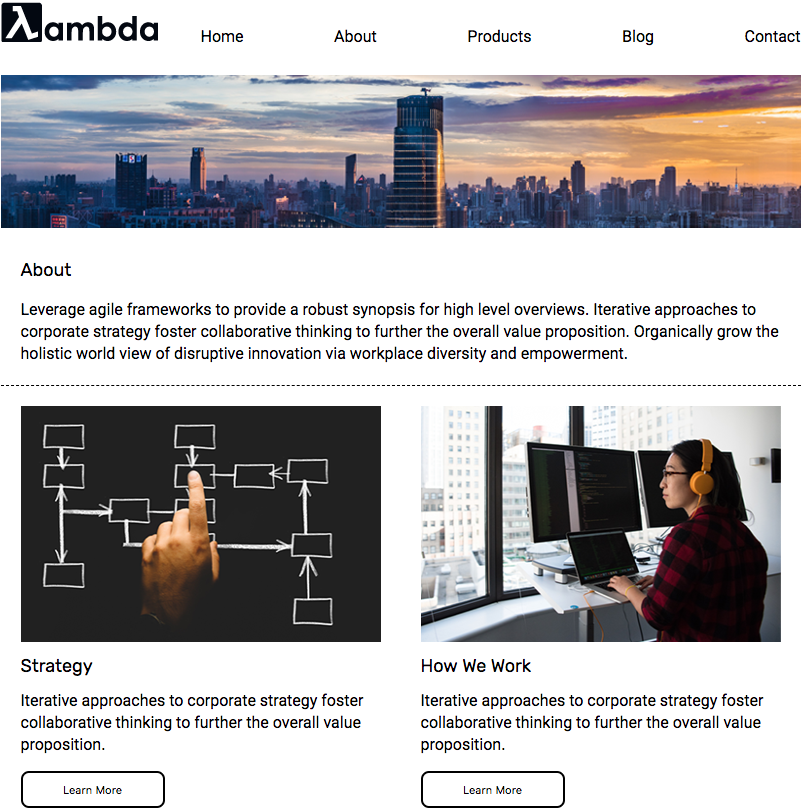 λambda
Home About Products Blog Contact
About
Leverage agile frameworks to provide a robust synopsis for high level overviews. Iterative approaches to
corporate strategy foster collaborative thinking to further the overall value proposition. Organically grow the
holistic world view of disruptive innovation via workplace diversity and empowerment.
Strategy
Iterative approaches to corporate strategy foster
collaborative thinking to further the overall value
proposition.
Learn More
How We Work
Iterative approaches to corporate strategy foster
collaborative thinking to further the overall value
proposition.
Learn More